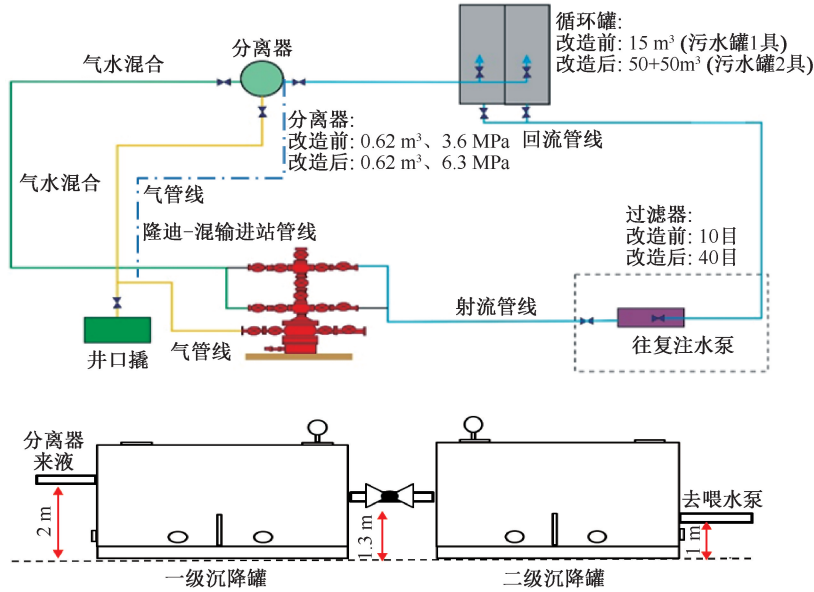 循环罐:
改造前: 15 m³ (污水罐1具)
改造后: 50+50m³ (污水罐2具)
分离器
气水混合
分离器:
改造前: 0.62 m³、3.6 MPa
改造后: 0.62 m³、6.3 MPa
回流管线
气水混合
气管线
隆迪-混输进站管线
过滤器:
改造前: 10目
改造后: 40目
射流管线
往复注水泵
井口撬
气管线
分离器
来液
2 m
1.3 m
去喂水泵
1 m
一级沉降罐
二级沉降罐